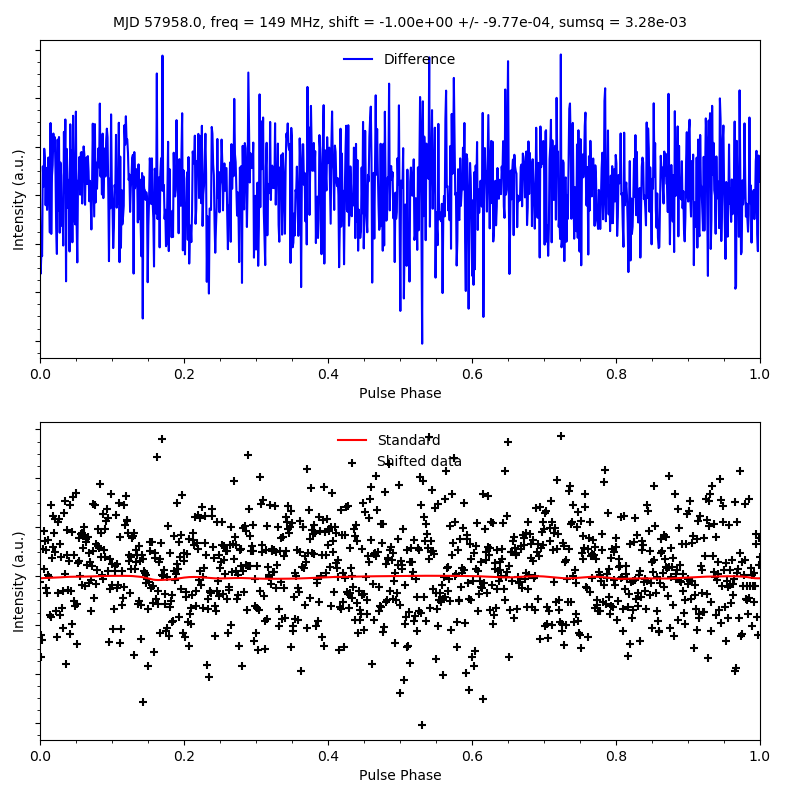 MJD 57958.0, freq = 149 MHz, shift = -1.00e+00 +/- -9.77e-04, sumsq = 3.28e-03
Difference
Intensity (a.u.)
0.0 0.2 0.4 0.6 0.8 1.0
Pulse Phase
Standard
Shifted data
Intensity (a.u.)
0.0 0.2 0.4 0.6 0.8 1.0
Pulse Phase